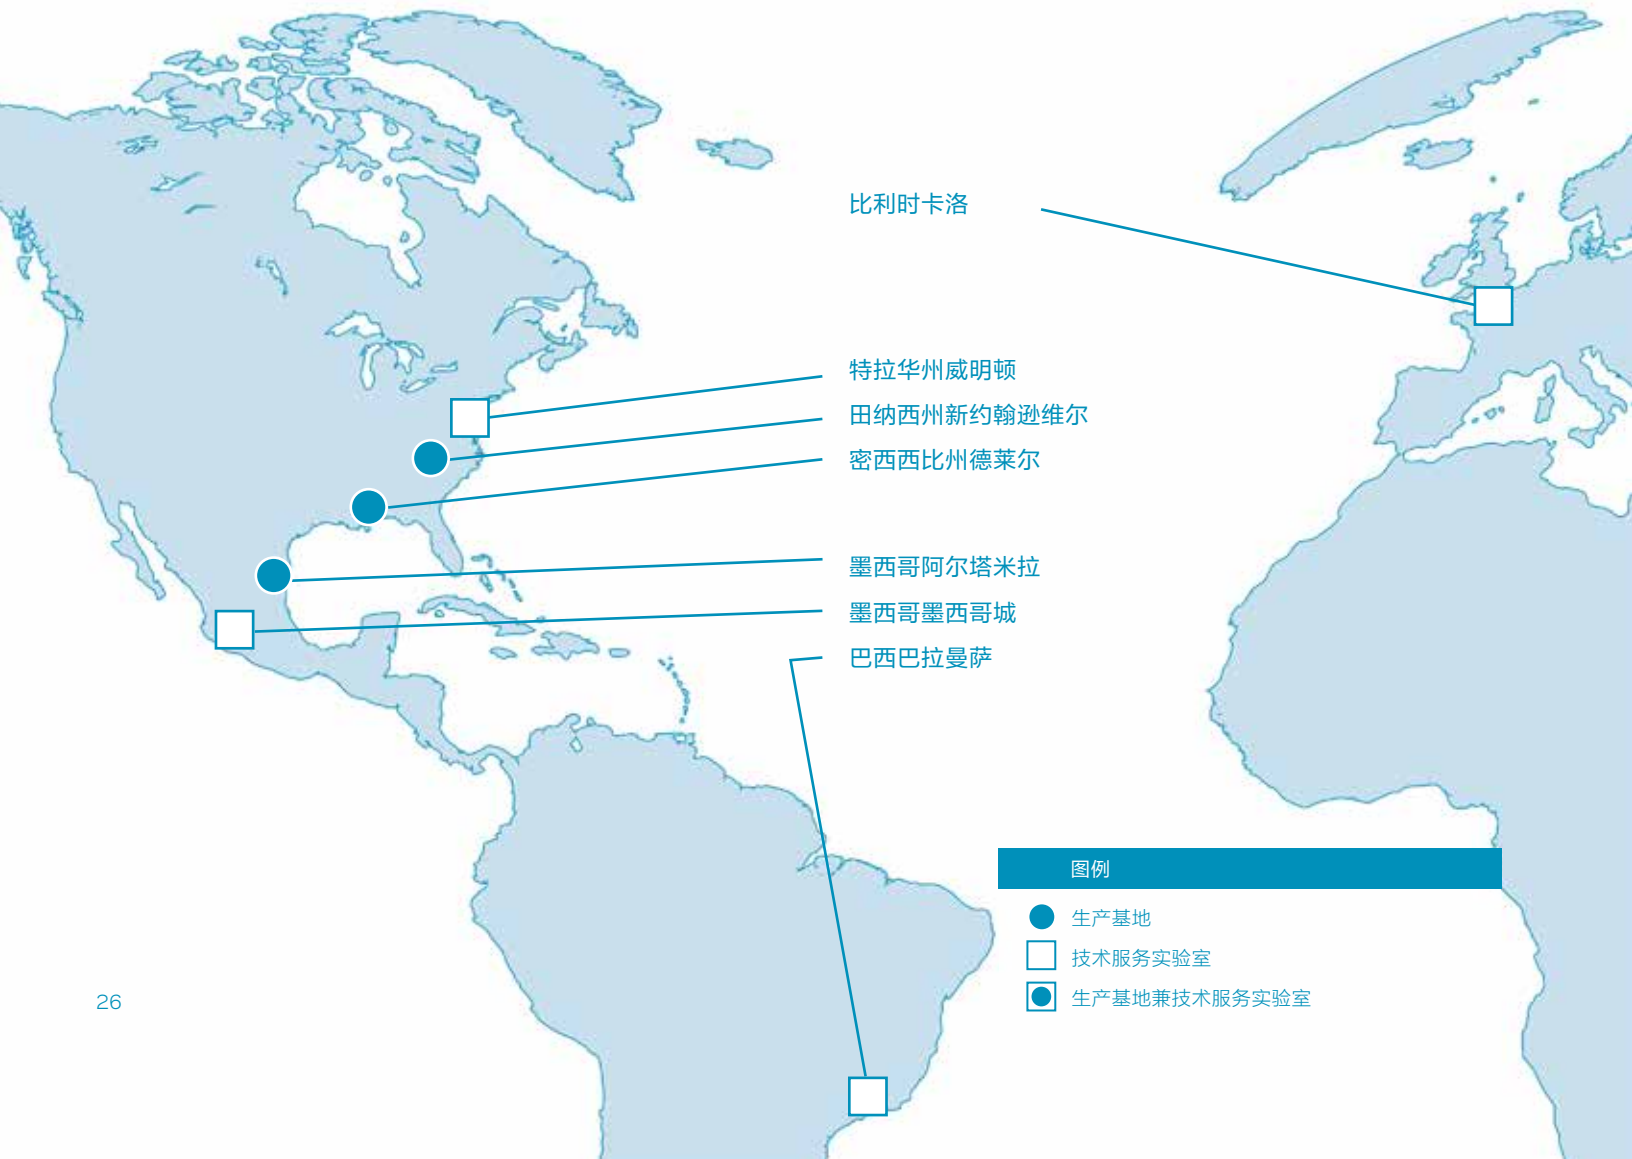 比利时卡洛
特拉华州威明顿
田纳西州新约翰逊维尔
密西西比州德莱尔
墨西哥阿尔塔米拉
墨西哥墨西哥城
巴西巴拉曼萨
图例
生产基地
技术服务实验室
生产基地兼技术服务实验室
26